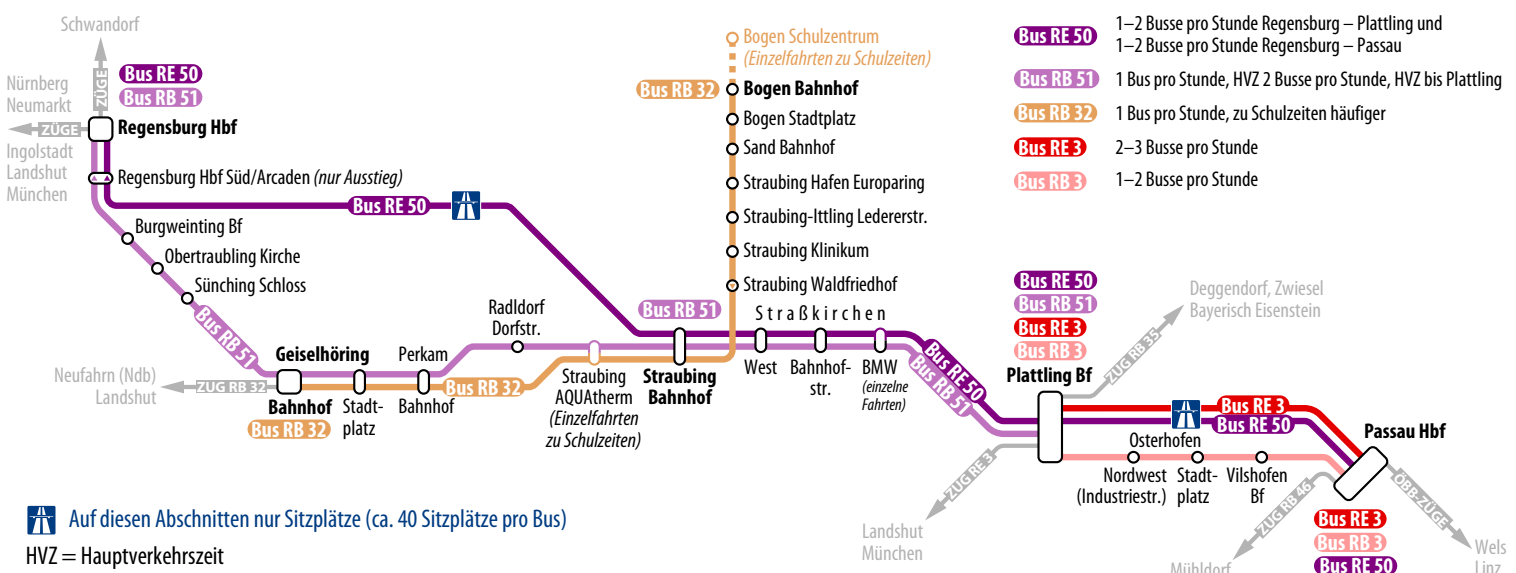 Schwandorf
ZÜGE
Bus RE 50
Bus RB 51
Nürnberg
Neumarkt
ZÜGE
Regensburg Hbf
Ingolstadt
Landshut
München
Regensburg Hbf Süd/Arcaden (nur Ausstieg)
Bus RE 50
Burgweinting Bf
Obertraubling Kirche
Sünching Schloss
Bus RB 51
Neufahrn (Ndb)
Landshut
ZUG RB 32
Geiselhöring
Bahnhof
Bus RB 32
Stadt-
platz
Perkam
Bahnhof
Bus RB 32
Radldorf
Dorfstr.
Straubing
AQUAtherm
(Einzelfahrten
zu Schulzeiten)
Bus RB 51
Straubing
Bahnhof
Bogen Schulzentrum
(Einzelfahrten zu Schulzeiten)
Bus RB 32
Bogen Bahnhof
Bogen Stadtplatz
Sand Bahnhof
Straubing Hafen Europaring
Straubing-Ittling Ledererstr.
Straubing Klinikum
Straubing Waldfriedhof
Straßkirchen
West
Bahnhof-
str.
BMW
(einzelne
Fahrten)
Bus RE 50
Bus RB 51
Bus RE 50
Bus RB 51
Bus RE 3
Bus RB 3
Plattling Bf
Deggendorf, Zwiesel
Bayerisch Eisenstein
ZUG RB 35
ZUG RE 3
Landshut
München
Bus RE 3
Bus RE 50
Osterhofen
Nordwest
(Industriestr.)
Stadt-
platz
Vilshofen
Bf
Passau Hbf
ZUG RB 46
Mühldorf
ÖBB-ZÜGE
Wels
Linz
Bus RE 3
Bus RB 3
Bus RE 50
Bus RE 50 1–2 Busse pro Stunde Regensburg – Plattling und
1–2 Busse pro Stunde Regensburg – Passau
Bus RB 51 1 Bus pro Stunde, HVZ 2 Busse pro Stunde, HVZ bis Plattling
Bus RB 32 1 Bus pro Stunde, zu Schulzeiten häufiger
Bus RE 3 2–3 Busse pro Stunde
Bus RB 3 1–2 Busse pro Stunde
Auf diesen Abschnitten nur Sitzplätze (ca. 40 Sitzplätze pro Bus)
HVZ = Hauptverkehrszeit